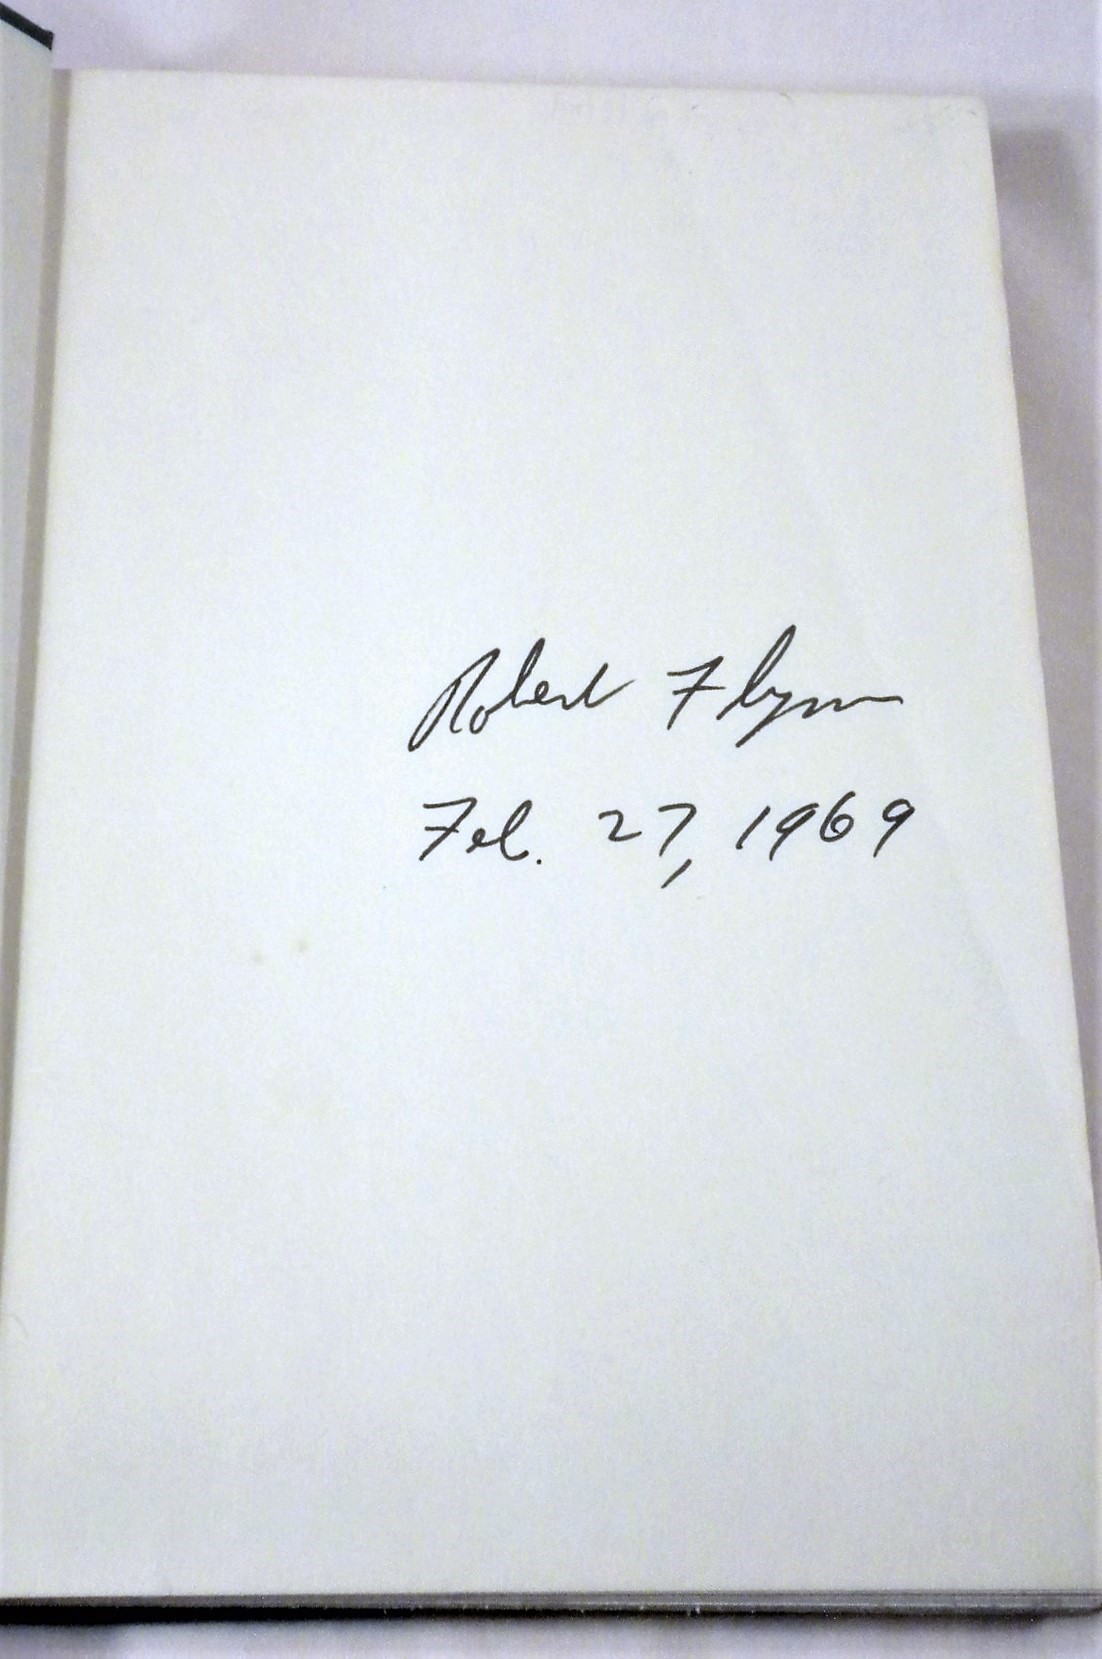 Robert Flynn
Feb. 27, 1969